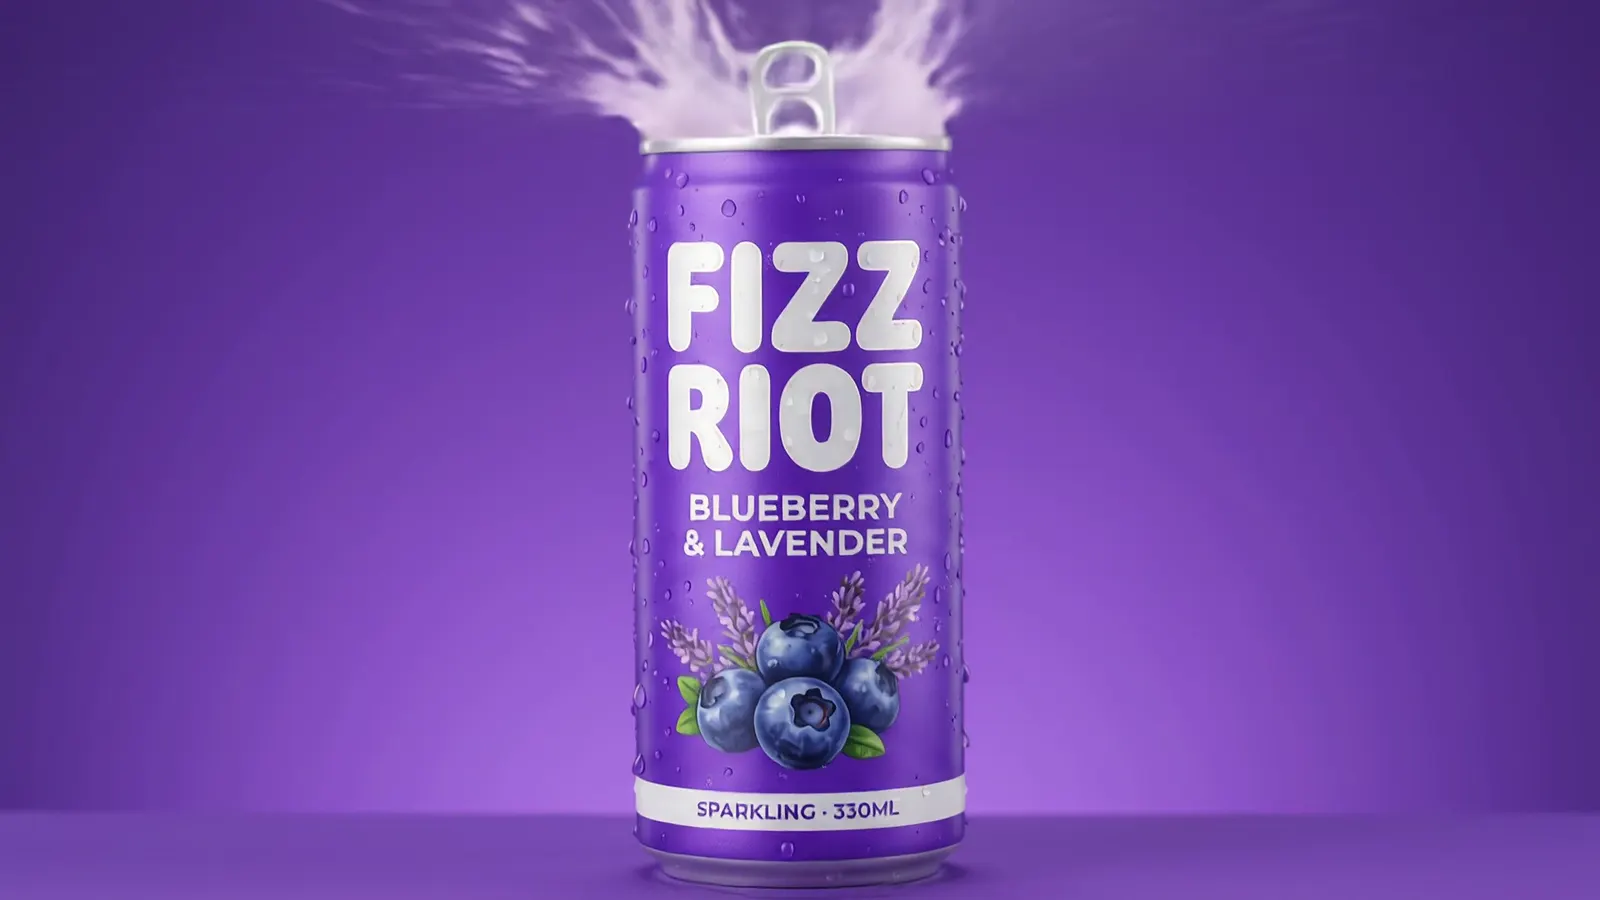 FIZZ
RIOT
BLUEBERRY
& LAVENDER
SPARKLING · 330ML